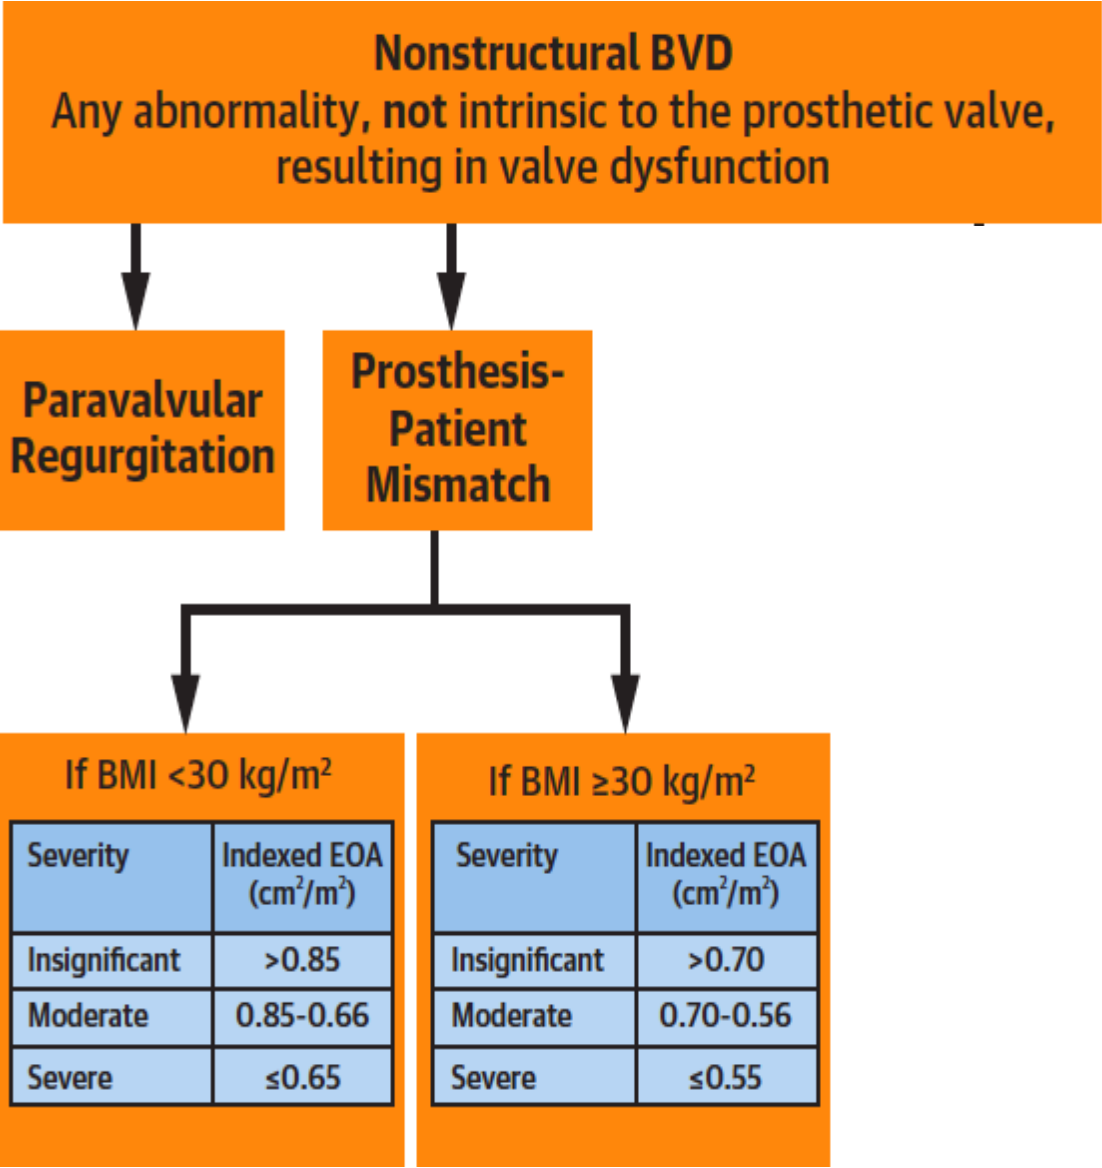 Nonstructural BVD
Any abnormality, not intrinsic to the prosthetic valve,
resulting in valve dysfunction
Paravalvular
Regurgitation
Prosthesis-
Patient
Mismatch
If BMI <30 kg/m²
Severity
Indexed EOA
(cm²/m²)
Insignificant >0.85
Moderate 0.85-0.66
Severe ≤0.65
If BMI ≥30 kg/m²
Severity
Indexed EOA
(cm²/m²)
Insignificant >0.70
Moderate 0.70-0.56
Severe ≤0.55